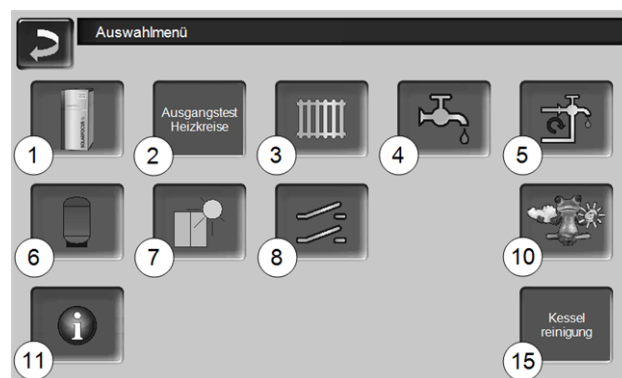 Auswahlmenü
1
Ausgangstest
Heizkreise
2
3
4
5
6
7
8
10
11
Kessel
reinigung
15